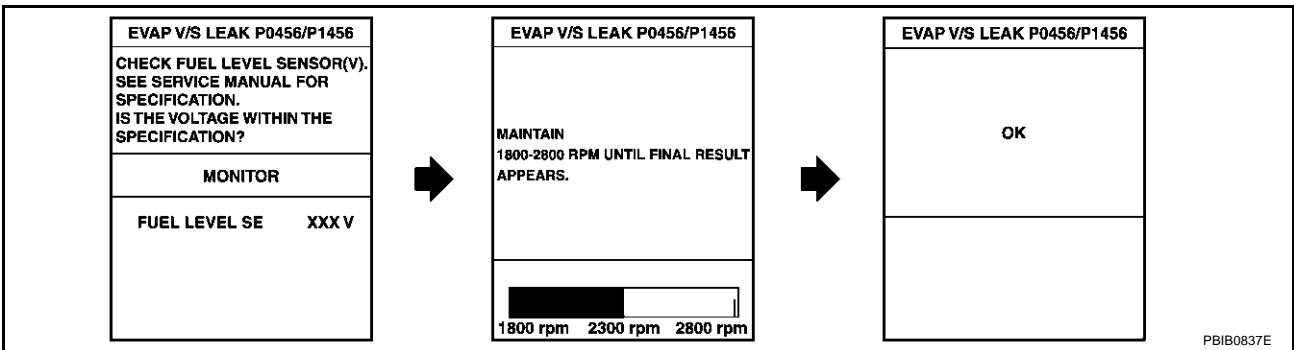 EVAP V/S LEAK P0456/P1456
CHECK FUEL LEVEL SENSOR(V).
SEE SERVICE MANUAL FOR
SPECIFICATION.
IS THE VOLTAGE WITHIN THE
SPECIFICATION?
MONITOR
FUEL LEVEL SE XXX V
EVAP V/S LEAK P0456/P1456
MAINTAIN
1800-2800 RPM UNTIL FINAL RESULT
APPEARS.
1800 rpm 2300 rpm 2800 rpm
EVAP V/S LEAK P0456/P1456
OK
PBIB0837E